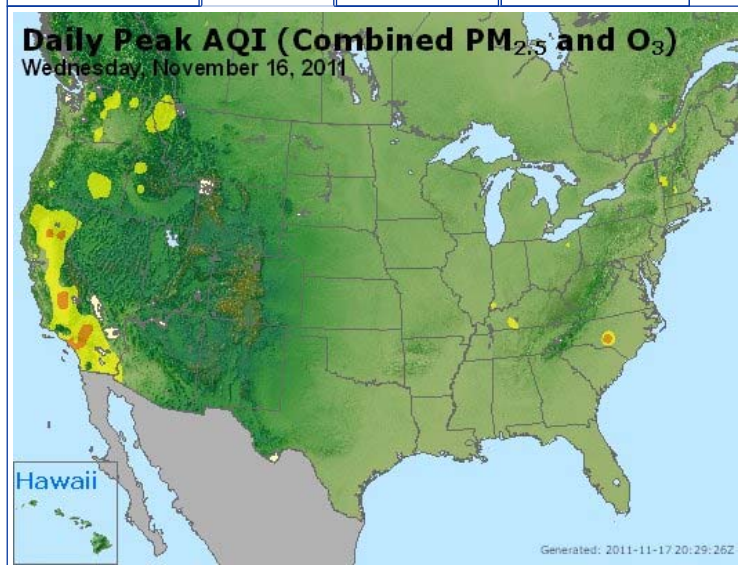 Daily Peak AQI (Combined PM2.5 and O3)
Wednesday, November 16, 2011
Hawaii
Generated: 2011-11-17 20:29:26Z